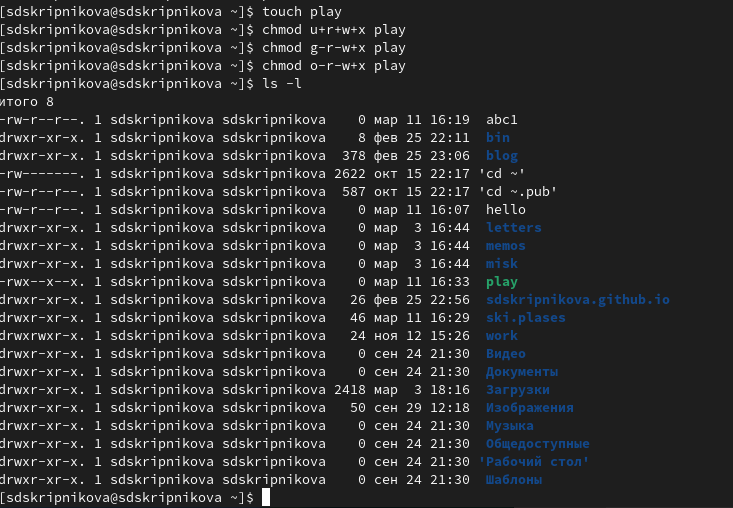 [sdskripnikova@sdskripnikova ~]$ touch play
[sdskripnikova@sdskripnikova ~]$ chmod u+r+w+x play
[sdskripnikova@sdskripnikova ~]$ chmod g-r-w+x play
[sdskripnikova@sdskripnikova ~]$ chmod o-r-w+x play
[sdskripnikova@sdskripnikova ~]$ ls -l
итого 8
-rw-r--r--. 1 sdskripnikova sdskripnikova    0 мар 11 16:19  abc1
drwxr-xr-x. 1 sdskripnikova sdskripnikova    8 фев 25 22:11  bin
drwxr-xr-x. 1 sdskripnikova sdskripnikova  378 фев 25 23:06  blog
-rw-------. 1 sdskripnikova sdskripnikova 2622 окт 15 22:17 'cd ~'
-rw-r--r--. 1 sdskripnikova sdskripnikova  587 окт 15 22:17 'cd ~.pub'
-rw-r--r--. 1 sdskripnikova sdskripnikova    0 мар 11 16:07  hello
drwxr-xr-x. 1 sdskripnikova sdskripnikova    0 мар  3 16:44  letters
drwxr-xr-x. 1 sdskripnikova sdskripnikova    0 мар  3 16:44  memos
drwxr-xr-x. 1 sdskripnikova sdskripnikova    0 мар  3 16:44  misk
-rwx--x--x. 1 sdskripnikova sdskripnikova    0 мар 11 16:33  play
drwxr-xr-x. 1 sdskripnikova sdskripnikova   26 фев 25 22:56  sdskripnikova.github.io
drwxr-xr-x. 1 sdskripnikova sdskripnikova   46 мар 11 16:29  ski.plases
drwxrwxr-x. 1 sdskripnikova sdskripnikova   24 ноя 12 15:26  work
drwxr-xr-x. 1 sdskripnikova sdskripnikova    0 сен 24 21:30  Видео
drwxr-xr-x. 1 sdskripnikova sdskripnikova    0 сен 24 21:30  Документы
drwxr-xr-x. 1 sdskripnikova sdskripnikova 2418 мар  3 18:16  Загрузки
drwxr-xr-x. 1 sdskripnikova sdskripnikova   50 сен 29 12:18  Изображения
drwxr-xr-x. 1 sdskripnikova sdskripnikova    0 сен 24 21:30  Музыка
drwxr-xr-x. 1 sdskripnikova sdskripnikova    0 сен 24 21:30  Общедоступные
drwxr-xr-x. 1 sdskripnikova sdskripnikova    0 сен 24 21:30 'Рабочий стол'
drwxr-xr-x. 1 sdskripnikova sdskripnikova    0 сен 24 21:30  Шаблоны
[sdskripnikova@sdskripnikova ~]$